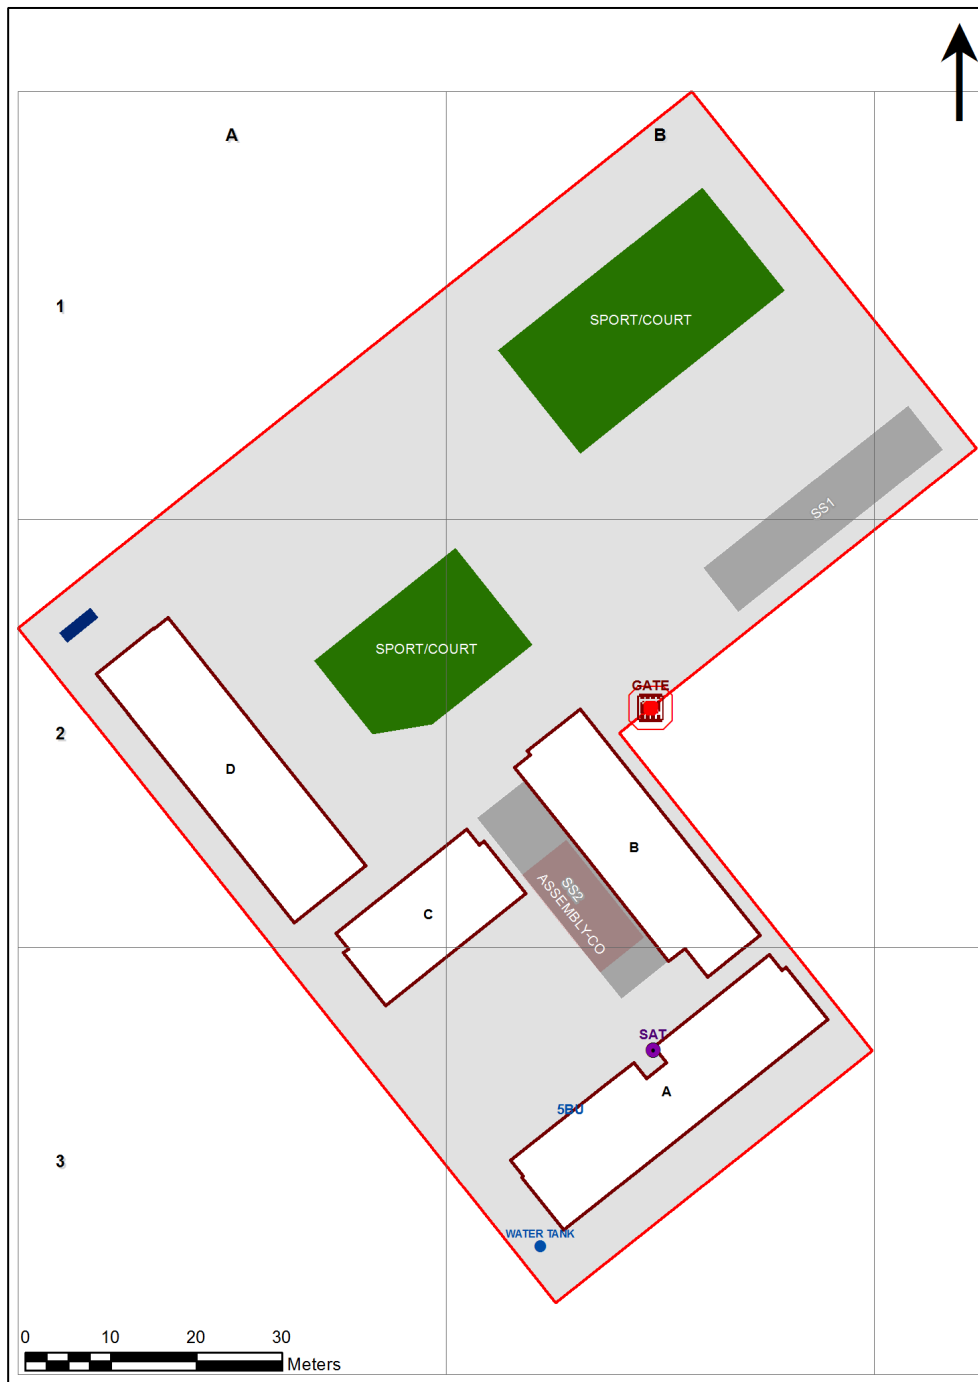 A
B
1
SPORT/COURT
SS1
SPORT/COURT
GATE
2
D
B
SS2
ASSEMBLY-CO
C
SAT
A
5BU
3
WATER TANK
0 10 20 30
Meters